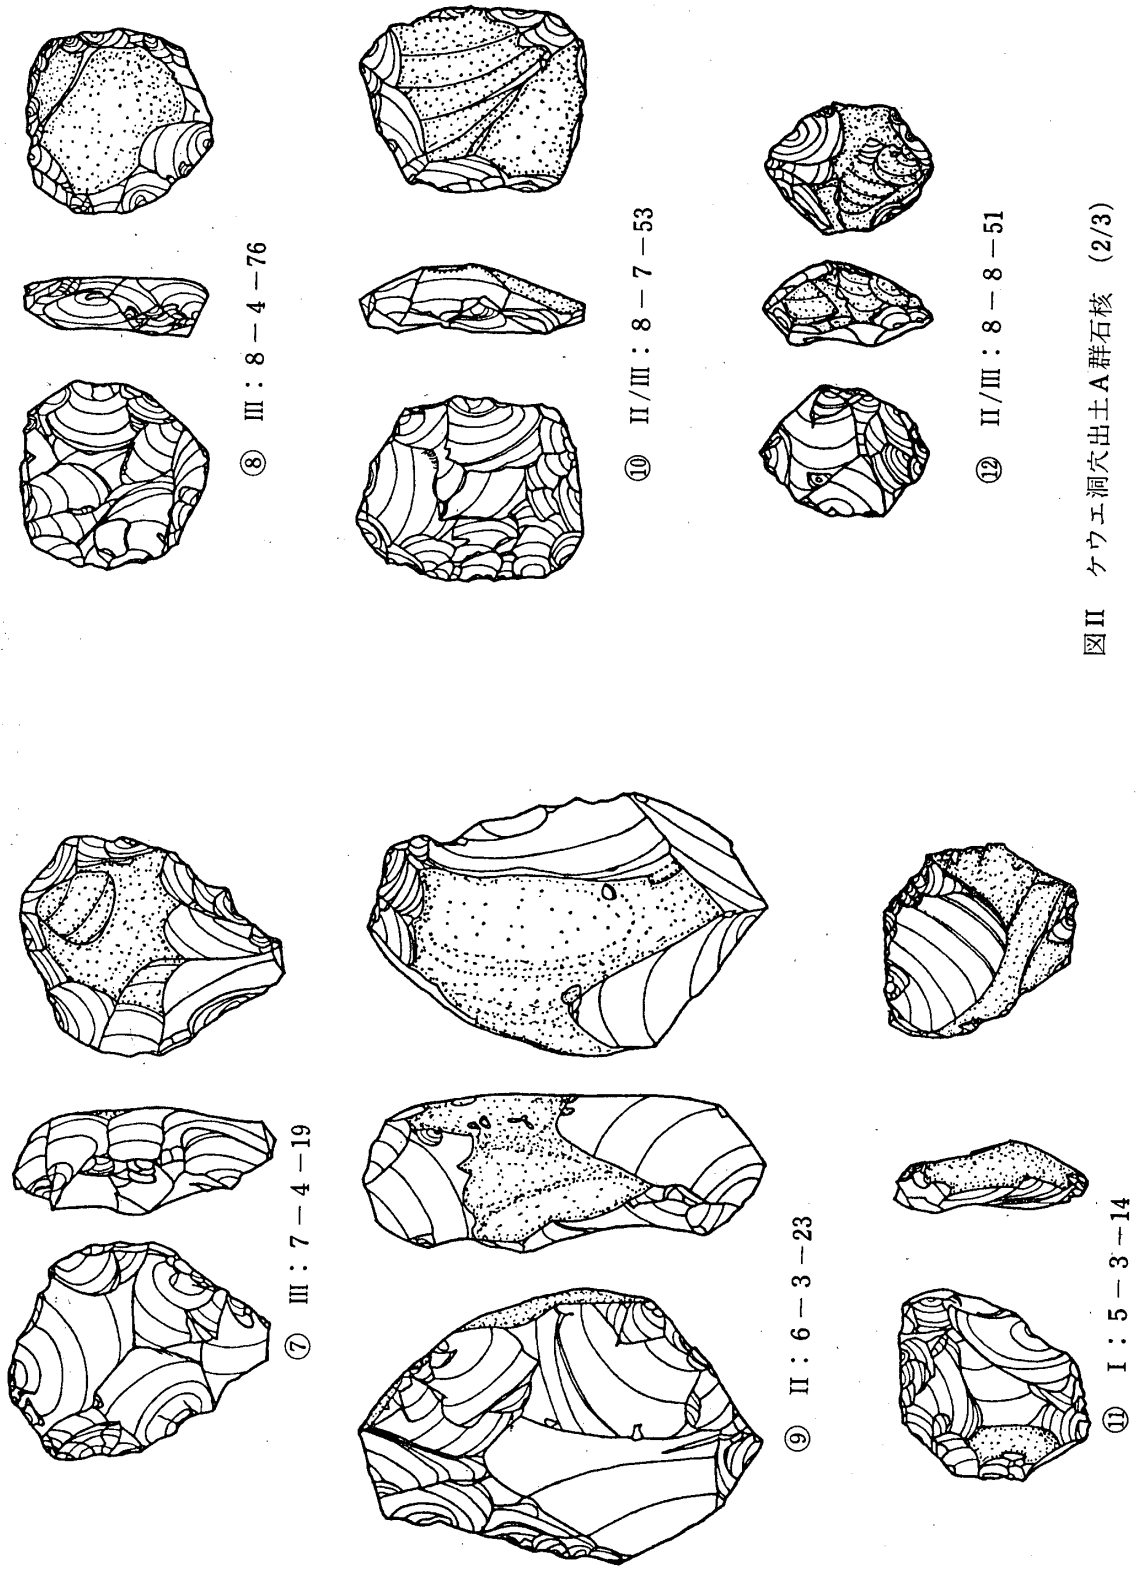 ⑦ III : 7 − 4 − 19
⑧ III : 8 − 4 − 76
⑨ II : 6 − 3 − 23
⑩ II/III : 8 − 7 − 53
⑪ I : 5 − 3 − 14
⑫ II/III : 8 − 8 − 51
図II ケウエ洞穴出土A群石核 (2/3)